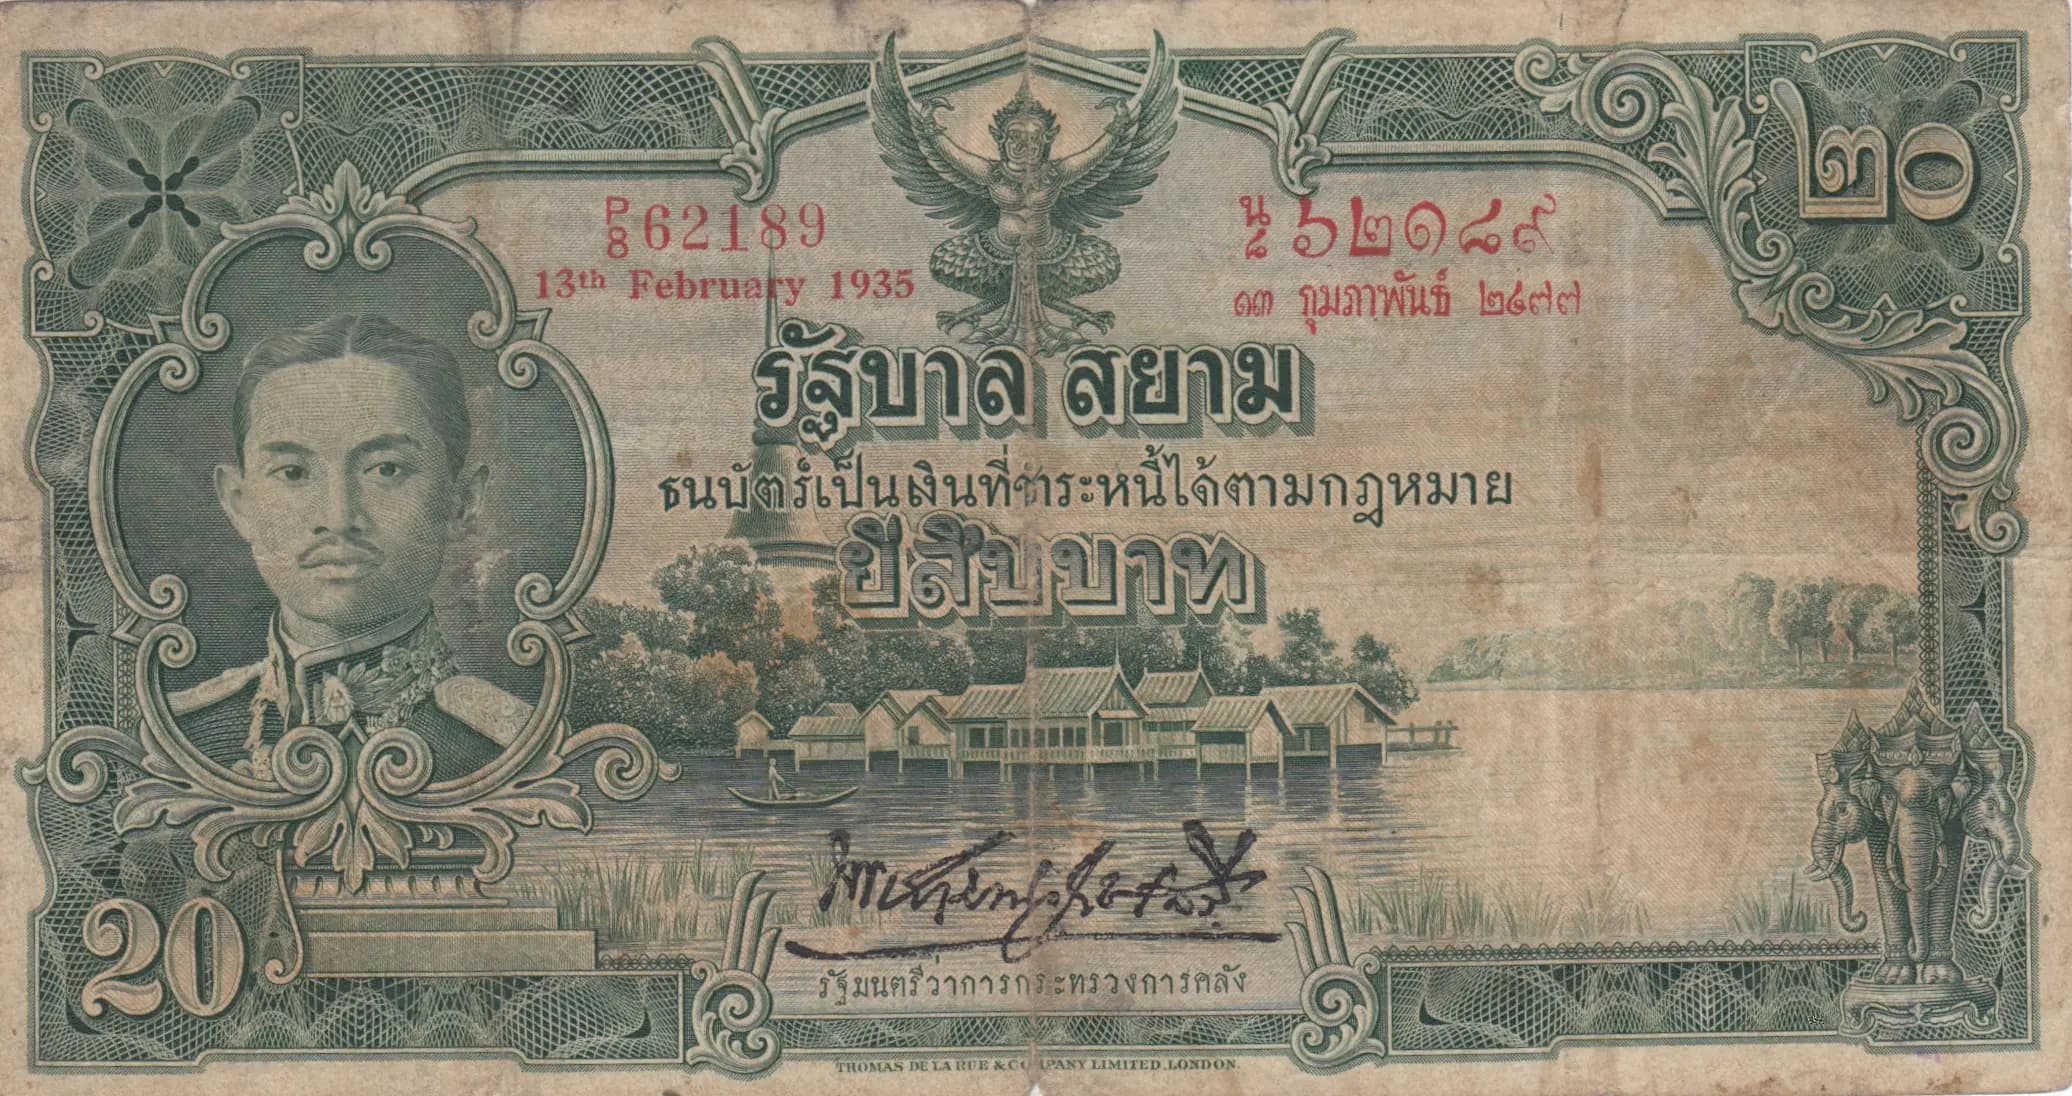 ๒๐
P
8 62189
13th February 1935
น
๔ ๖๒๑๘๙
๑๓ กุมภาพันธ์ ๒๔๗๗
รัฐบาล สยาม
ธนบัตร์เป็นเงินที่ชำระหนี้ได้ตามกฎหมาย
ยี่สิบบาท
20
รัฐมนตรีว่าการกระทรวงการคลัง
THOMAS DE LA RUE & COMPANY LIMITED, LONDON.